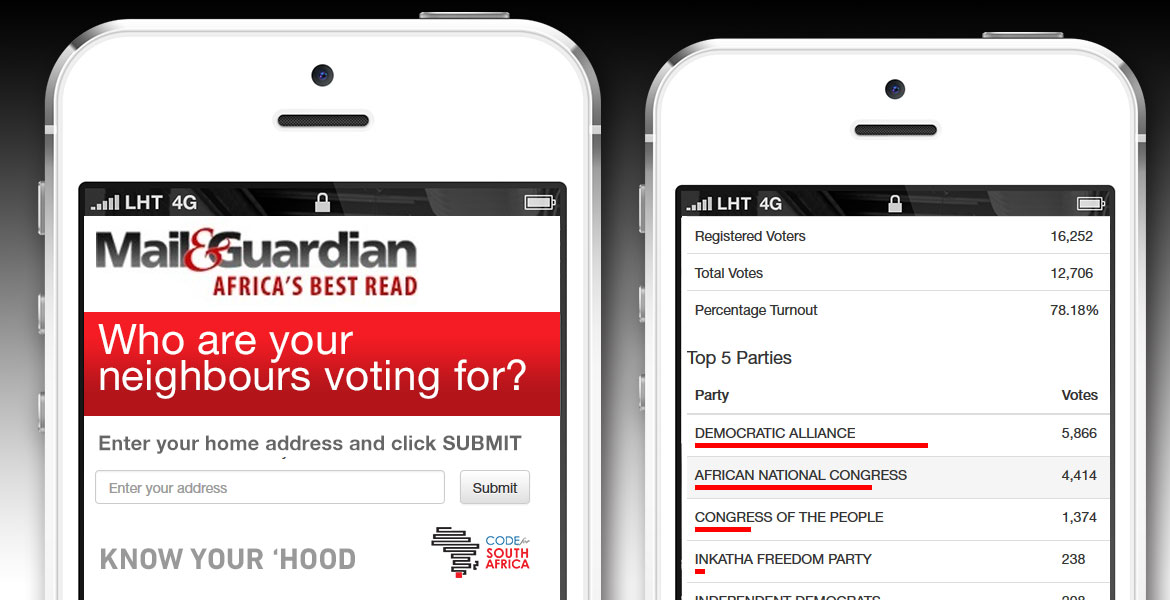 LHT 4G
Mail&Guardian
AFRICA'S BEST READ
Who are your
neighbours voting for?
Enter your home address and click SUBMIT
Enter your address
Submit
KNOW YOUR ‘HOOD
CODE for
SOUTH
AFRICA
LHT 4G
Registered Voters 16,252
Total Votes 12,706
Percentage Turnout 78.18%
Top 5 Parties
Party Votes
DEMOCRATIC ALLIANCE 5,866
AFRICAN NATIONAL CONGRESS 4,414
CONGRESS OF THE PEOPLE 1,374
INKATHA FREEDOM PARTY 238
INDEPENDENT DEMOCRATS